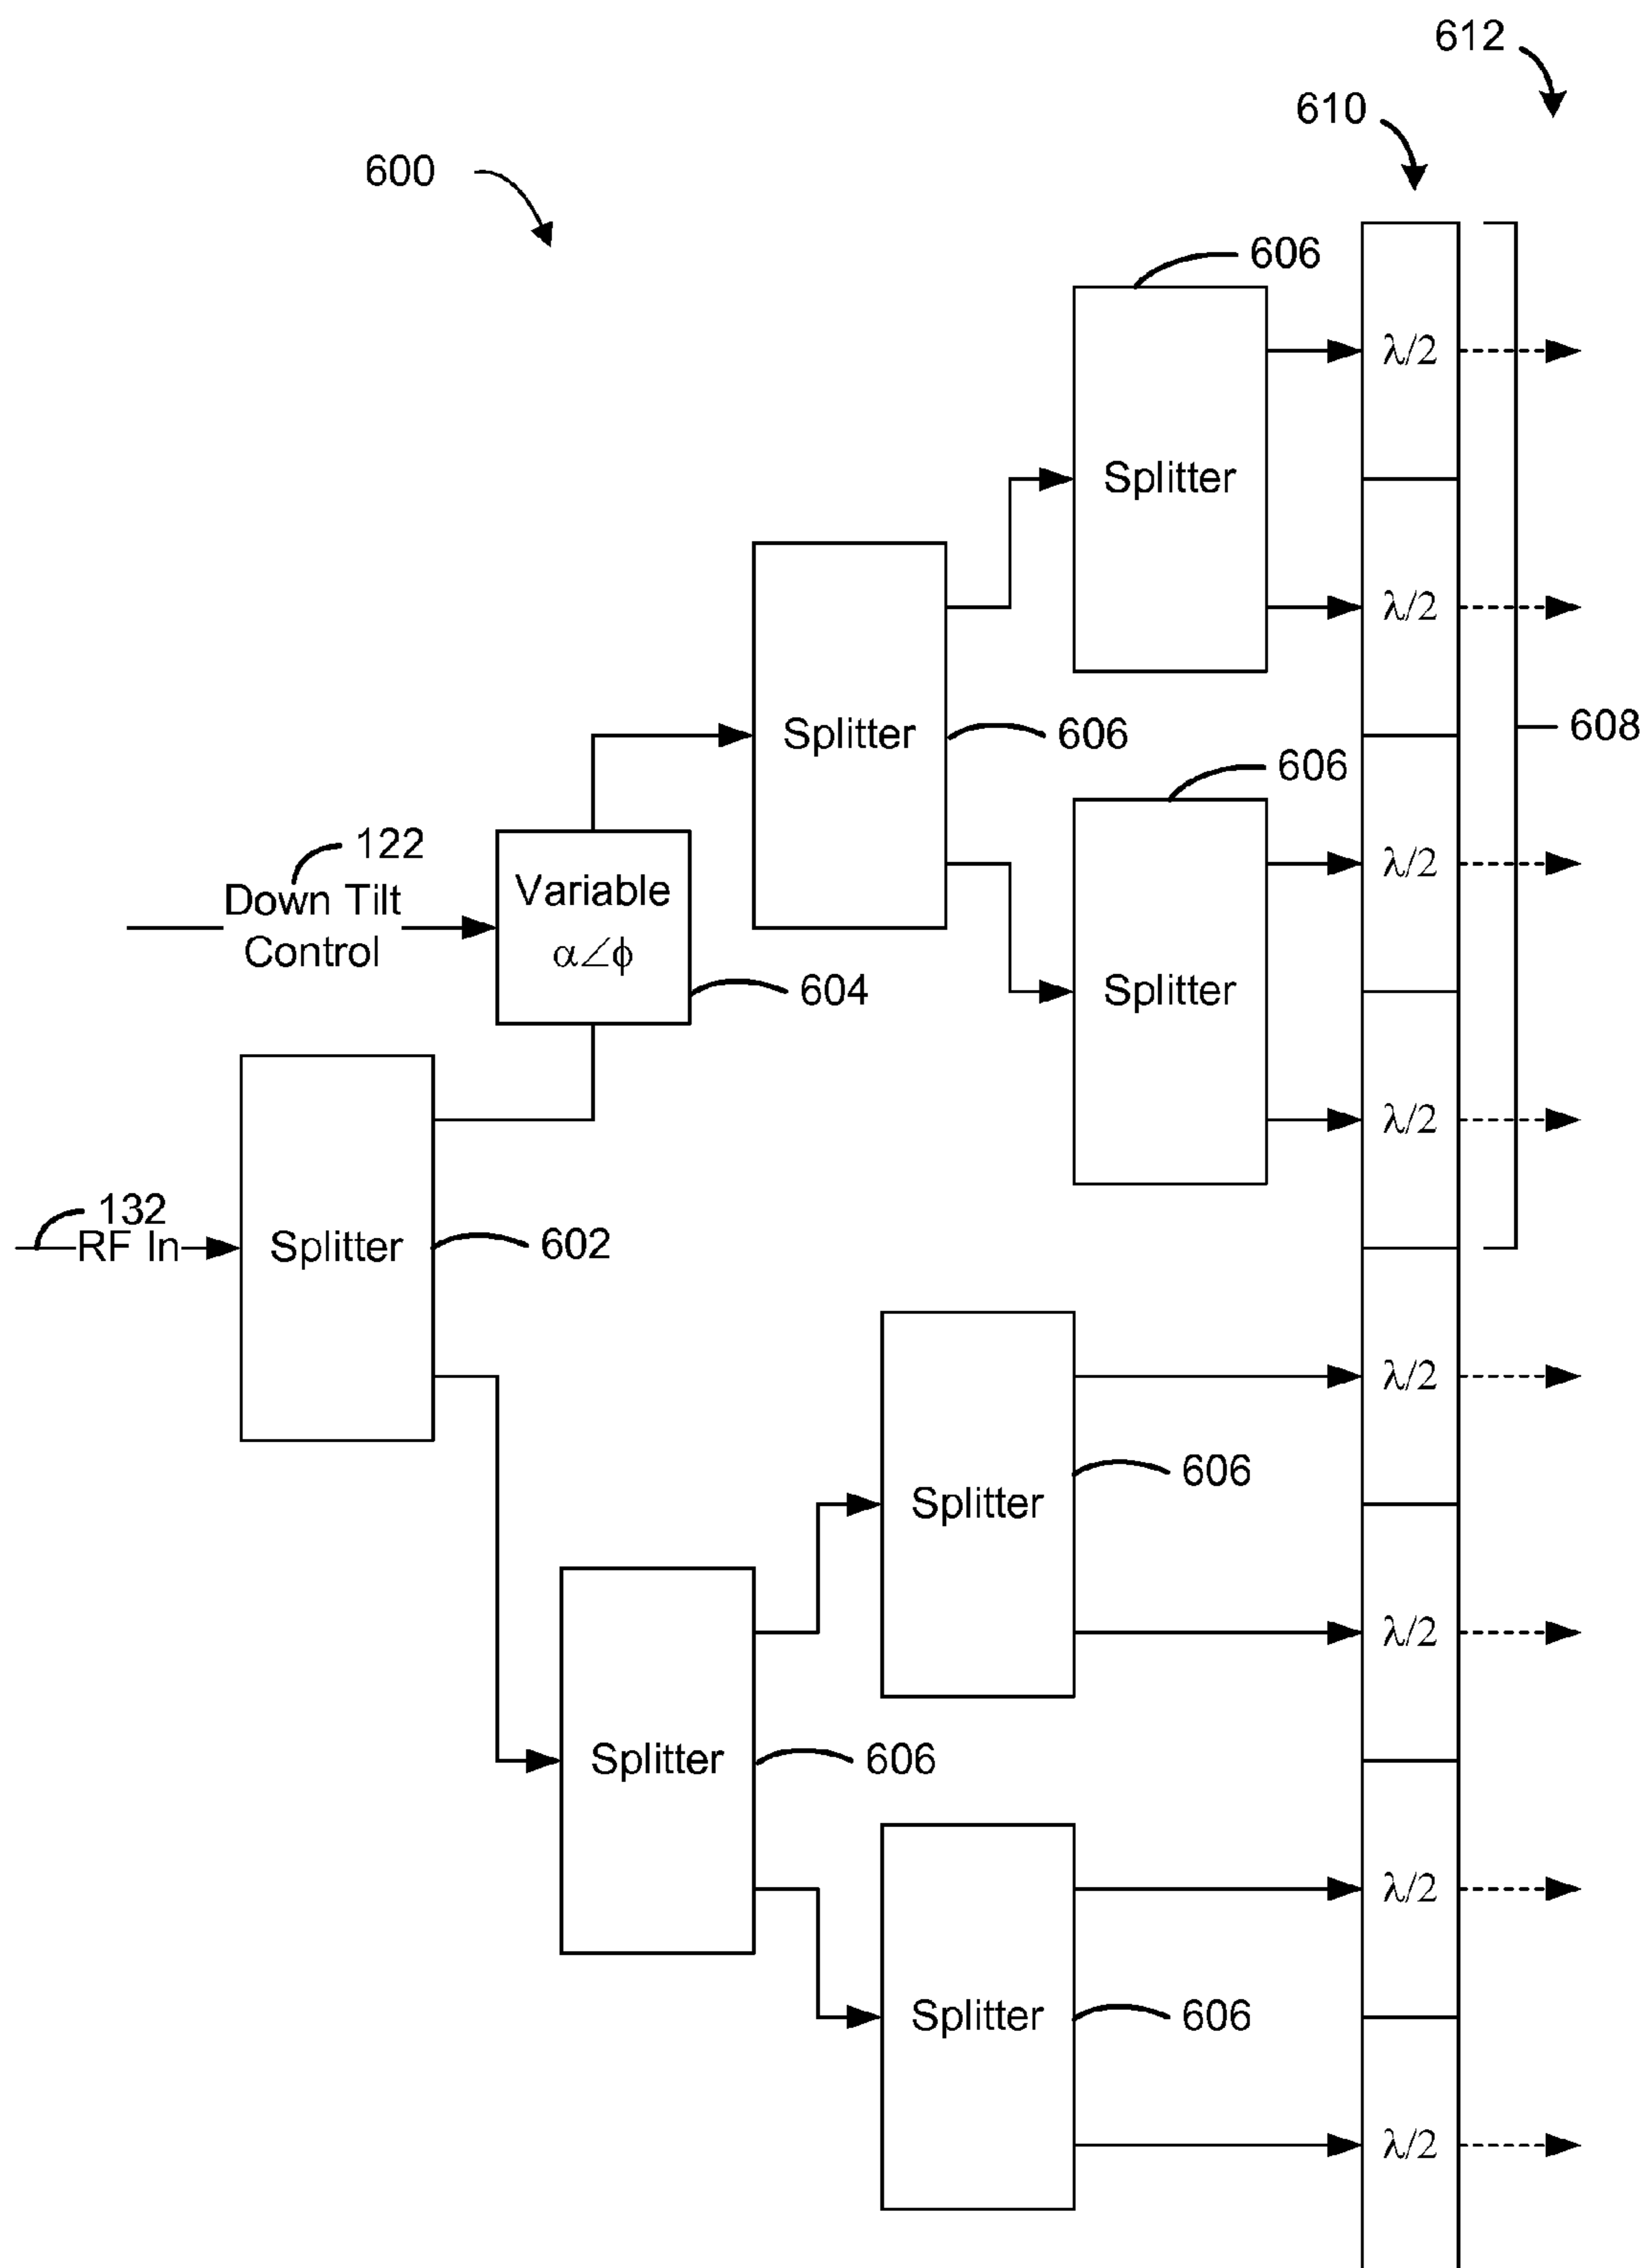 612
610
600
606
λ/2
Splitter
λ/2
608
Splitter
606
606
122
λ/2
Down Tilt
Control
Variable
α∠ϕ
604
Splitter
λ/2
132
RF In
Splitter
602
λ/2
606
Splitter
λ/2
Splitter
606
λ/2
Splitter
606
λ/2